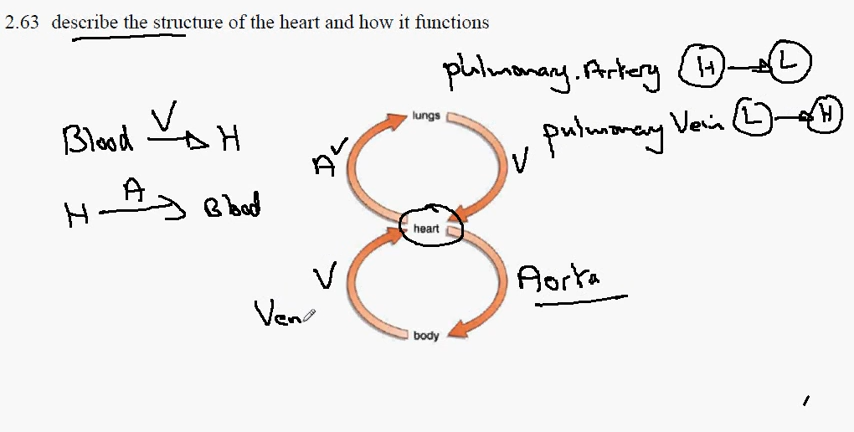 2.63 describe the structure of the heart and how it functions
pulmonary. Artery H L
pulmonary Vein L H
Blood V H
H A Blood
lungs
A V
heart
V Aorta
Ven
body